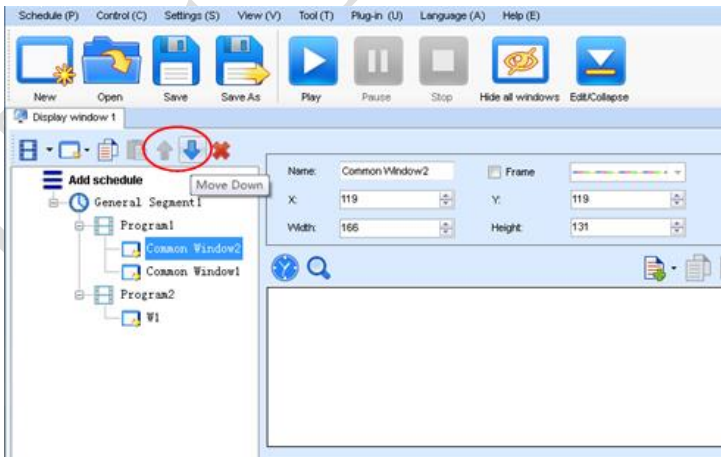 Schedule (P) Control (C) Settings (S) View (V) Tool (T) Plug-in (U) Language (A) Help (E)
New Open Save Save As Play Pause Stop Hide all windows Edit/Collapse
Display window 1
Move Down
Add schedule
General Segment1
Program1
Common Window2
Common Window1
Program2
W1
Name: Common Window2 Frame
X: 119 Y: 119
Width: 166 Height: 131